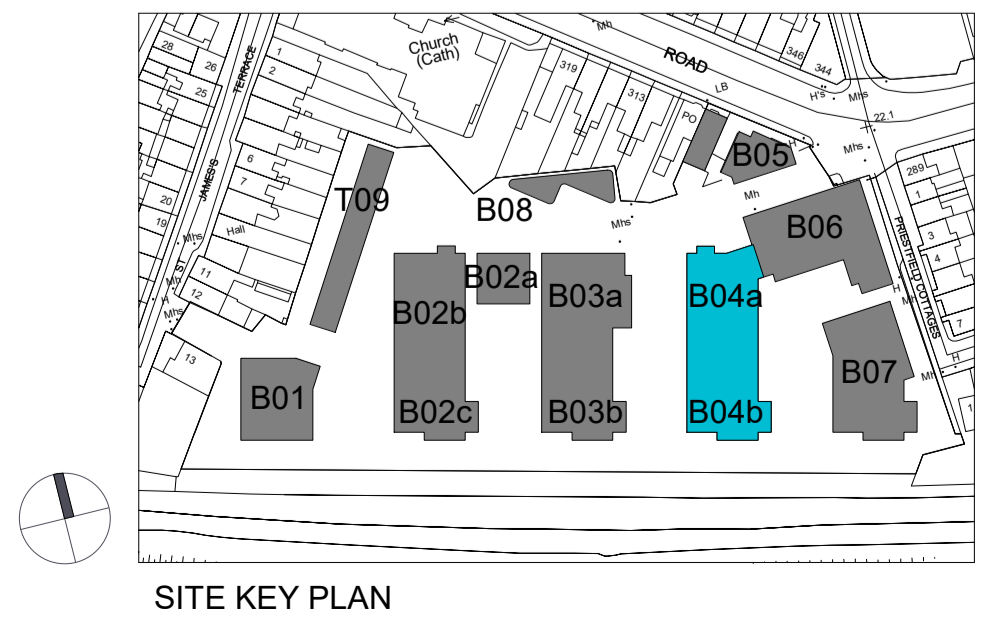 Church
(Cath)
Mh
ROAD
346
344
28
26
25
TERRACE
1
2
319
313
LB
H's
Mhs
22.1
PO
H
Mhs
B05
289
1
6
7
JAMES'S
T09
B08
Mh
Mhs
B06
PRIESTFIELD COTTAGES
3
4
20
19
Mhs
Hall
ST
11
12
Mh
H
Mhs
B02a
B02b
B03a
B04a
H
Mh
7
13
B01
B02c
B03b
B04b
B07
H
Mh
1
SITE KEY PLAN